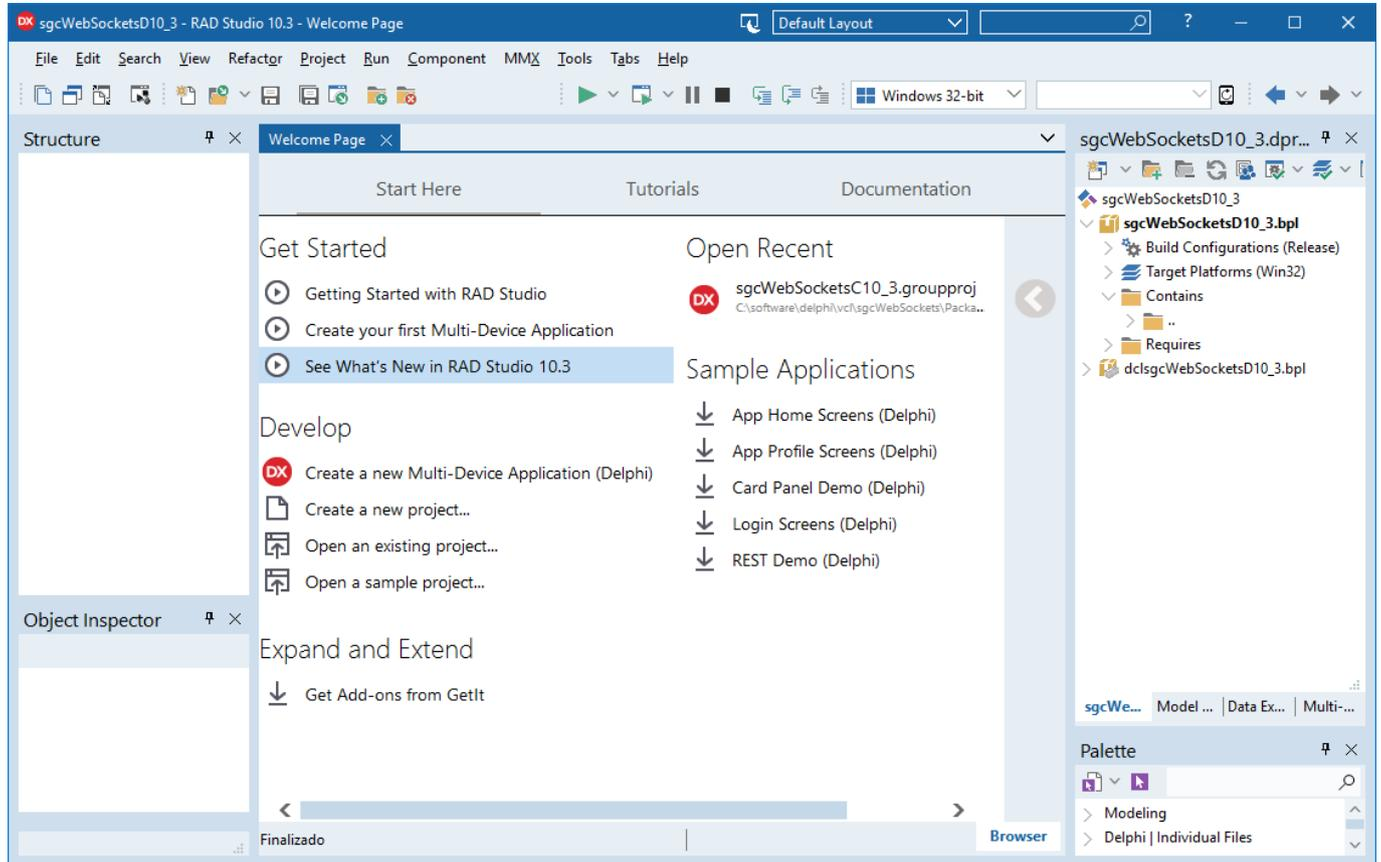 DX sgcWebSocketsD10_3 - RAD Studio 10.3 - Welcome Page
Default Layout
?
File Edit Search View Refactor Project Run Component MMX Tools Tabs Help
Windows 32-bit
Structure
Object Inspector
Welcome Page
Start Here Tutorials Documentation
Get Started
Getting Started with RAD Studio
Create your first Multi-Device Application
See What's New in RAD Studio 10.3
Develop
DX Create a new Multi-Device Application (Delphi)
Create a new project...
Open an existing project...
Open a sample project...
Expand and Extend
Get Add-ons from GetIt
Open Recent
DX sgcWebSocketsC10_3.groupproj
C:\software\delphi\vcl\sgcWebSockets\Packa...
Sample Applications
App Home Screens (Delphi)
App Profile Screens (Delphi)
Card Panel Demo (Delphi)
Login Screens (Delphi)
REST Demo (Delphi)
Finalizado
Browser
sgcWebSocketsD10_3.dpr...
sgcWebSocketsD10_3
sgcWebSocketsD10_3.bpl
Build Configurations (Release)
Target Platforms (Win32)
Contains
..
Requires
dclsgcWebSocketsD10_3.bpl
sgcWe... Model ... Data Ex... Multi-...
Palette
Modeling
Delphi | Individual Files